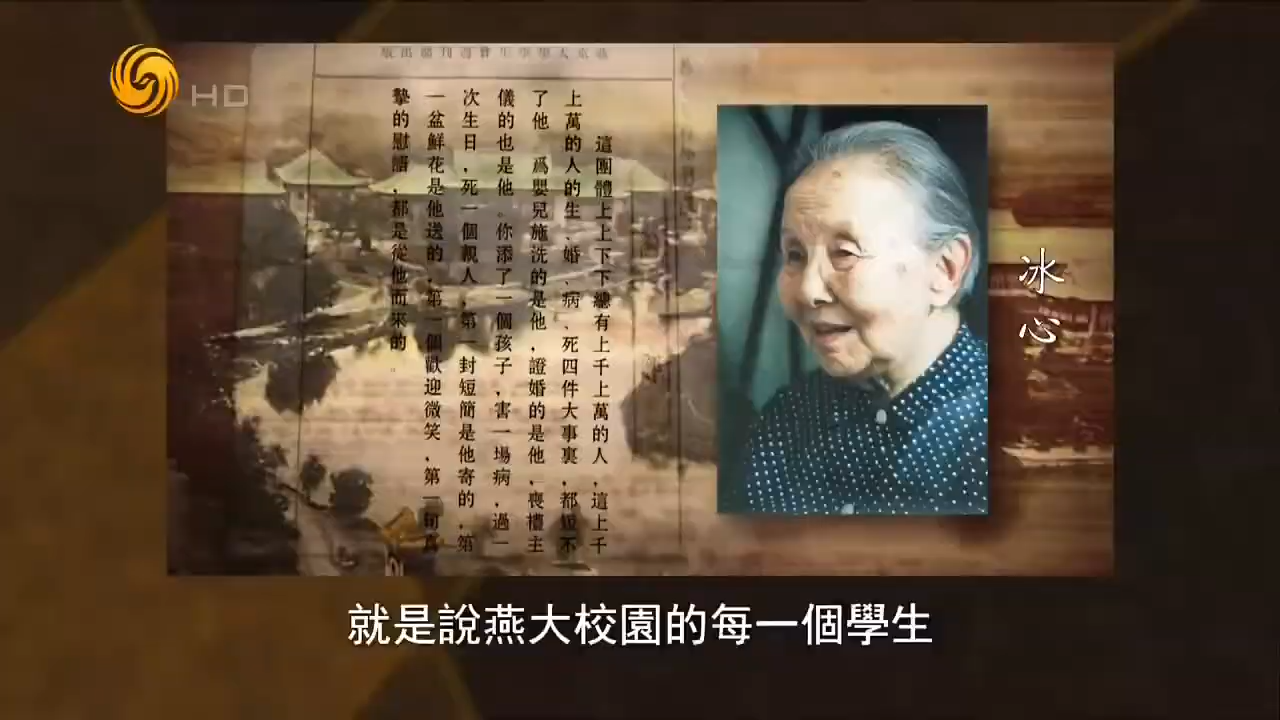 HD
這團體上上下下總有上千上萬的人,這上千
上萬的人的生、婚、病、死四件大事裏,都短不
了他。爲嬰兒施洗的是他,證婚的是他,喪禮主
儀的也是他。你添了一個孩子,害一場病,過一
次生日,死一個親人,第一封短簡是他寄的,第
一盆鮮花是他送的,第一個歡迎微笑、第一句真
摯的慰語,都是從他而來的。
冰心
就是說燕大校園的每一個學生